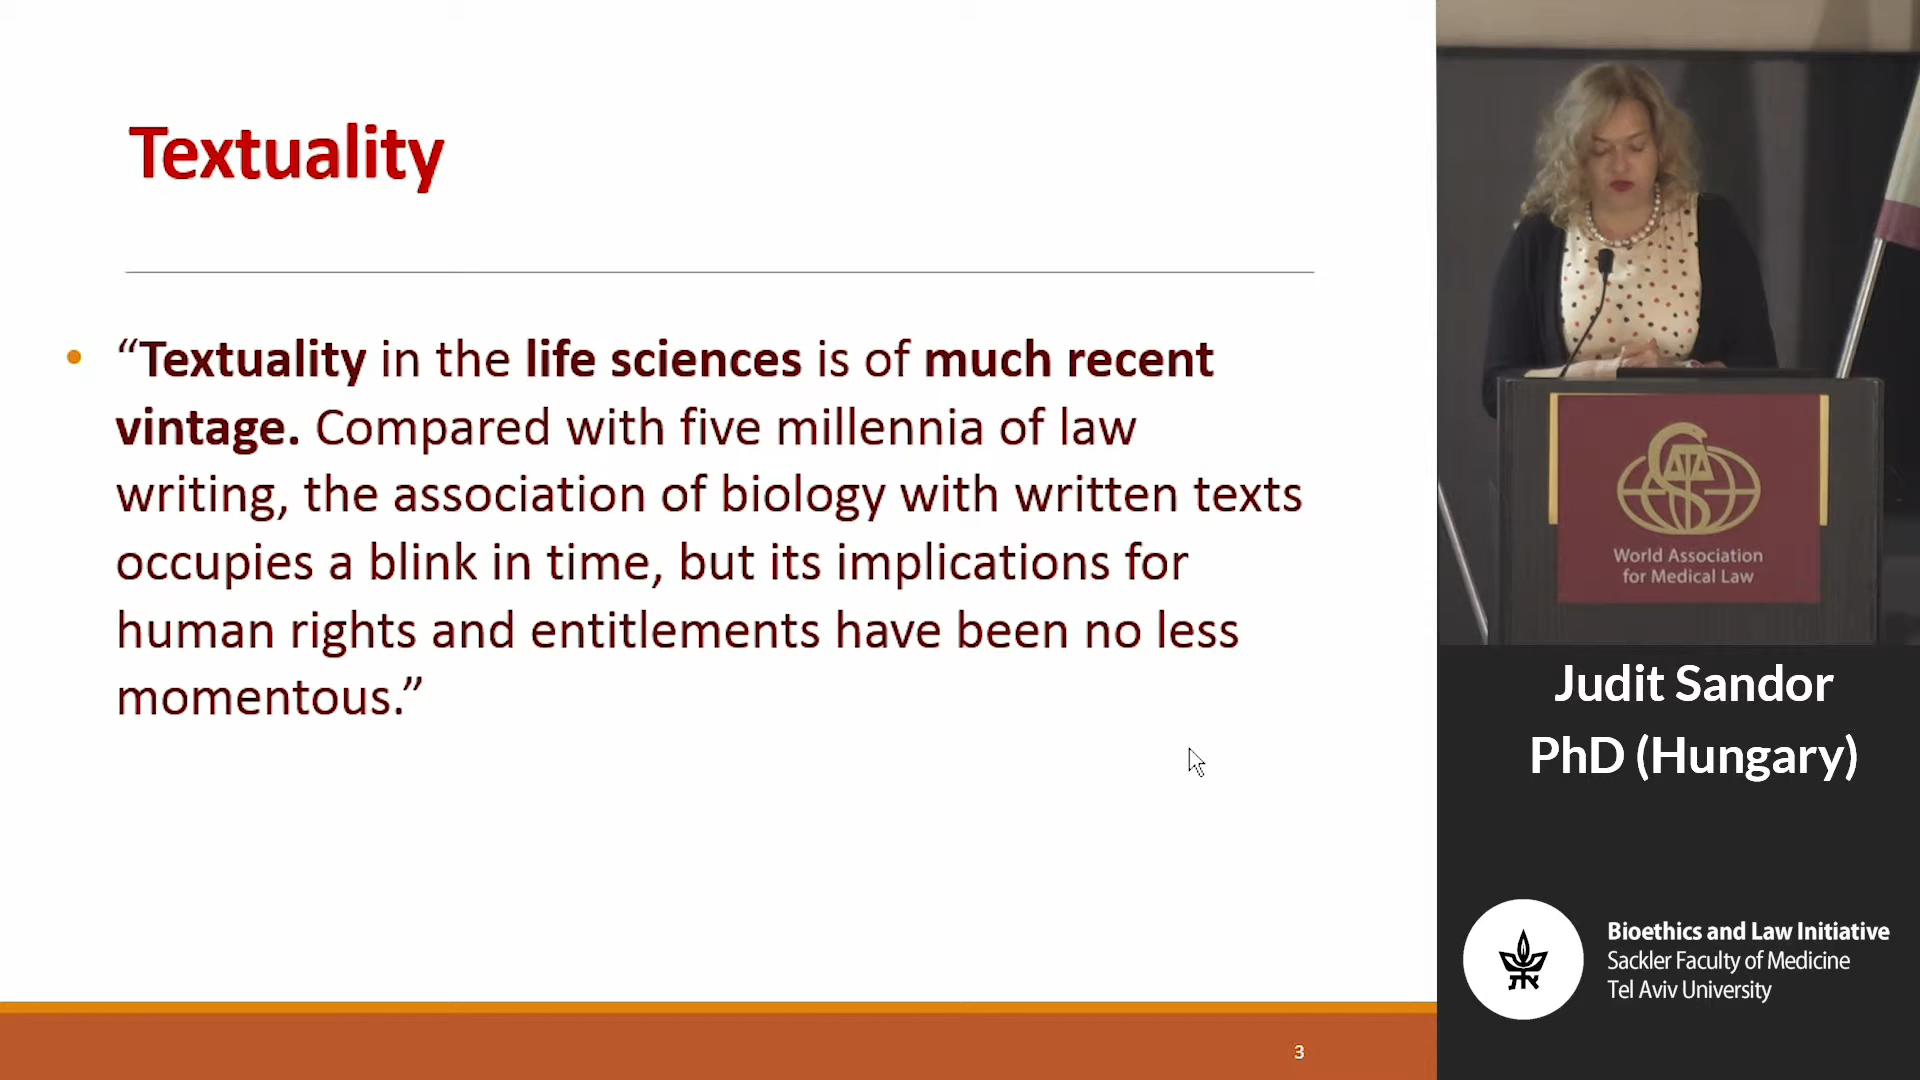 Textuality
• “Textuality in the life sciences is of much recent
vintage. Compared with five millennia of law
writing, the association of biology with written texts
occupies a blink in time, but its implications for
human rights and entitlements have been no less
momentous.”
3
World Association
for Medical Law
Judit Sandor
PhD (Hungary)
Bioethics and Law Initiative
Sackler Faculty of Medicine
Tel Aviv University